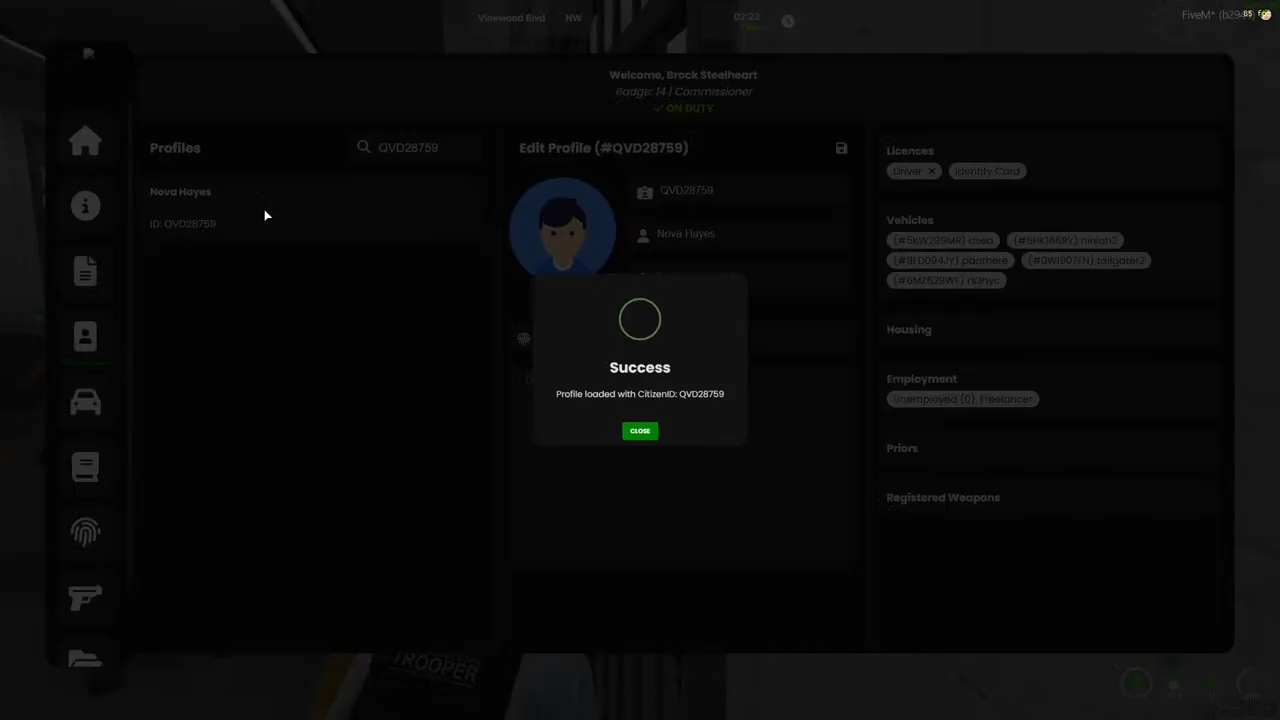 Vinewood Blvd NW 02:22
Welcome, Brock Steelheart
Badge: 14 | Commissioner
ON DUTY
Profiles
QVD28759
Nova Hayes
ID: QVD28759
Edit Profile (#QVD28759)
QVD28759
Nova Hayes
Success
Profile loaded with CitizenID: QVD28759
CLOSE
Licences
Driver
Identity Card
Vehicles
panthere
tailgater2
Housing
Employment
Unemployed (0), Freelancer
Priors
Registered Weapons
TROOPER